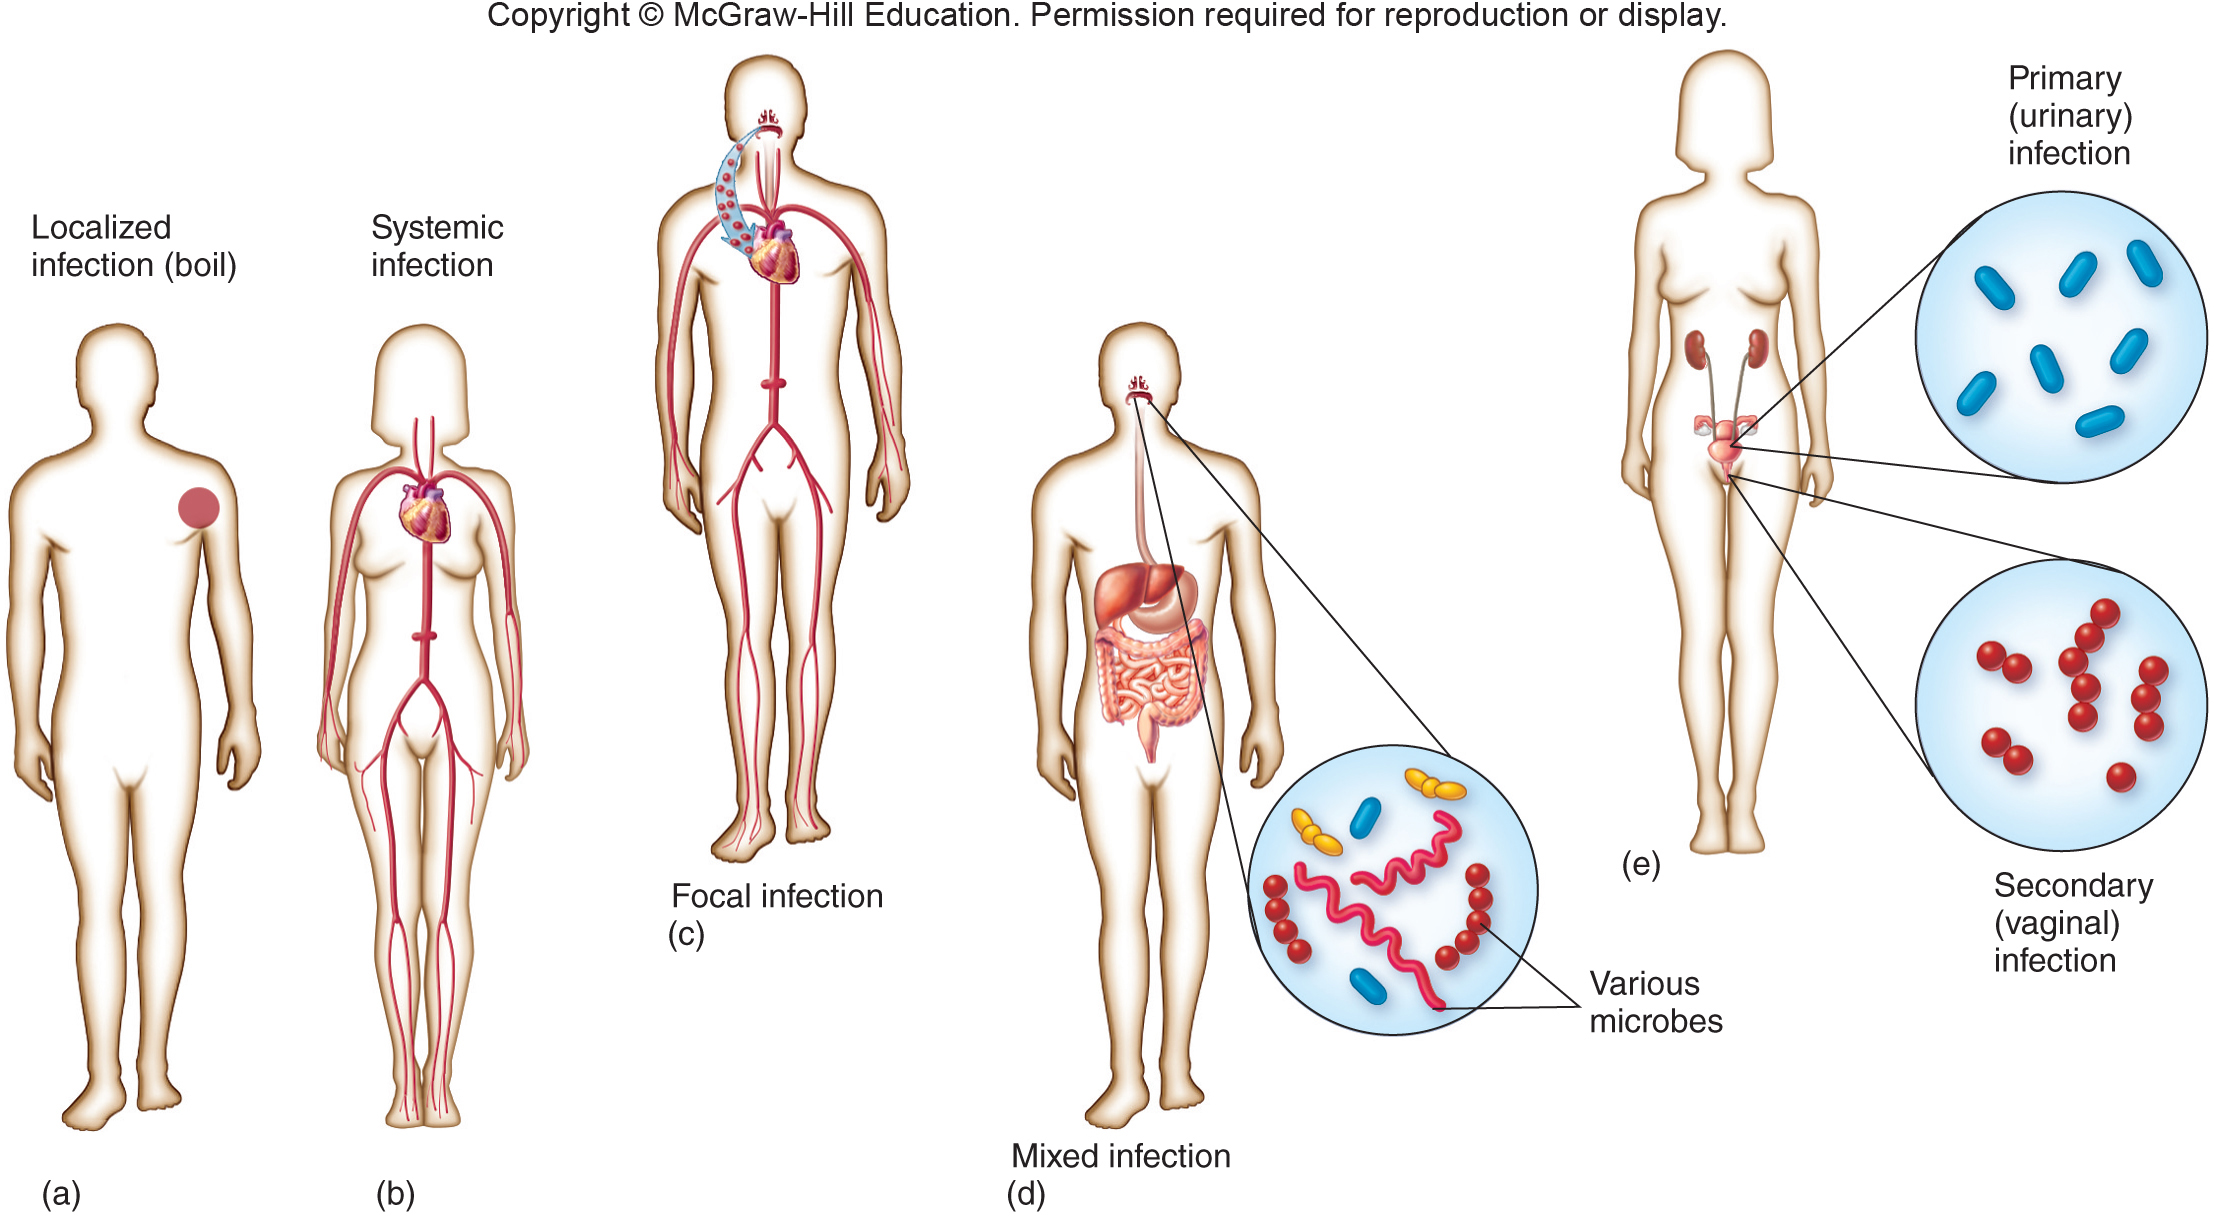 Copyright © McGraw-Hill Education. Permission required for reproduction or display.
Localized
infection (boil)
(a)
Systemic
infection
(b)
Focal infection
(c)
Mixed infection
(d)
Various
microbes
(e)
Primary
(urinary)
infection
Secondary
(vaginal)
infection